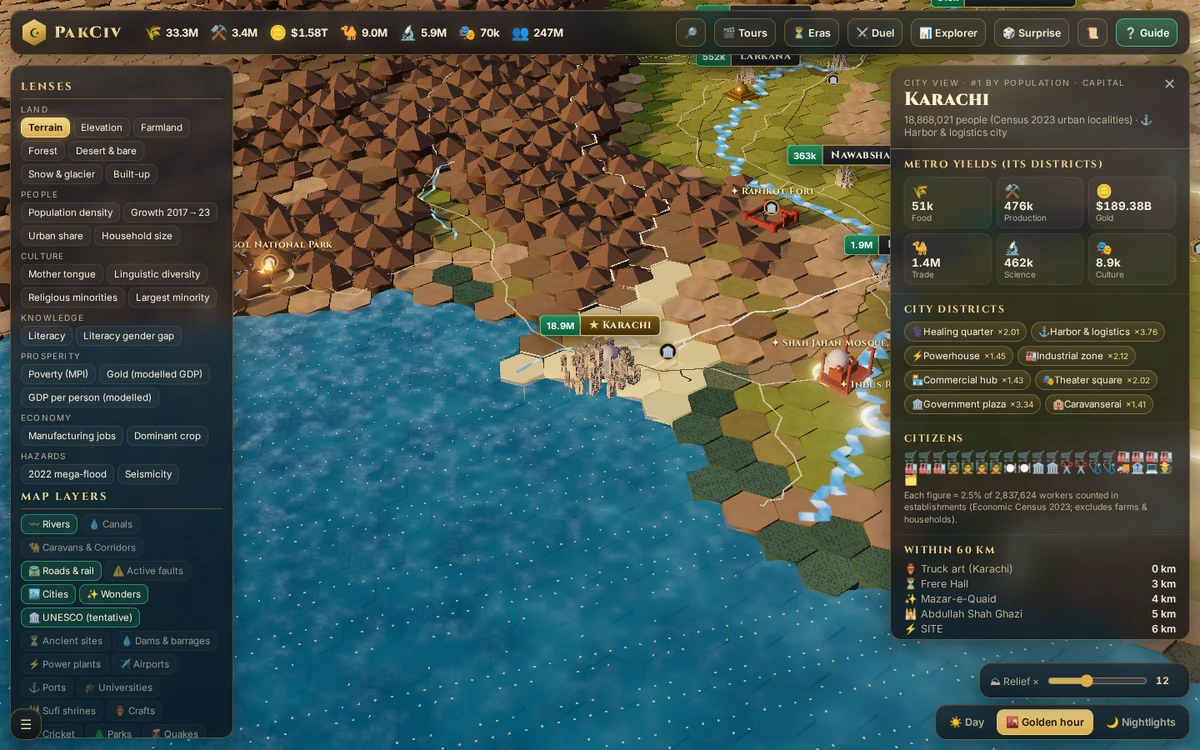 PakCiv
33.3M
3.4M
$1.58T
9.0M
5.9M
70k
247M
Tours
Eras
Duel
Explorer
Surprise
Guide
LENSES
LAND
Terrain
Elevation
Farmland
Forest
Desert & bare
Snow & glacier
Built-up
PEOPLE
Population density
Growth 2017→23
Urban share
Household size
CULTURE
Mother tongue
Linguistic diversity
Religious minorities
Largest minority
KNOWLEDGE
Literacy
Literacy gender gap
PROSPERITY
Poverty (MPI)
Gold (modelled GDP)
GDP per person (modelled)
ECONOMY
Manufacturing jobs
Dominant crop
HAZARDS
2022 mega-flood
Seismicity
MAP LAYERS
Rivers
Canals
Caravans & Corridors
Roads & rail
Active faults
Cities
Wonders
UNESCO (tentative)
Ancient sites
Dams & barrages
Power plants
Airports
Ports
Universities
Sufi shrines
Crafts
Cricket
Parks
Quakes
552k LARKANA
363k NAWABSHA
RANIKOT FORT
1.9M
GOL NATIONAL PARK
18.9M ★ KARACHI
SHAH JAHAN MOSQUE,
INDUS R
CITY VIEW · #1 BY POPULATION · CAPITAL
KARACHI
18,868,021 people (Census 2023 urban localities) ·
Harbor & logistics city
METRO YIELDS (ITS DISTRICTS)
51k
Food
476k
Production
$189.38B
Gold
1.4M
Trade
462k
Science
8.9k
Culture
CITY DISTRICTS
Healing quarter ×2.01
Harbor & logistics ×3.76
Powerhouse ×1.45
Industrial zone ×2.12
Commercial hub ×1.43
Theater square ×2.02
Government plaza ×3.34
Caravanserai ×1.41
CITIZENS
Each figure = 2.5% of 2,837,624 workers counted in
establishments (Economic Census 2023; excludes farms &
households).
WITHIN 60 KM
Truck art (Karachi) 0 km
Frere Hall 3 km
Mazar-e-Quaid 4 km
Abdullah Shah Ghazi 5 km
SITE 6 km
Relief × 12
Day
Golden hour
Nightlights